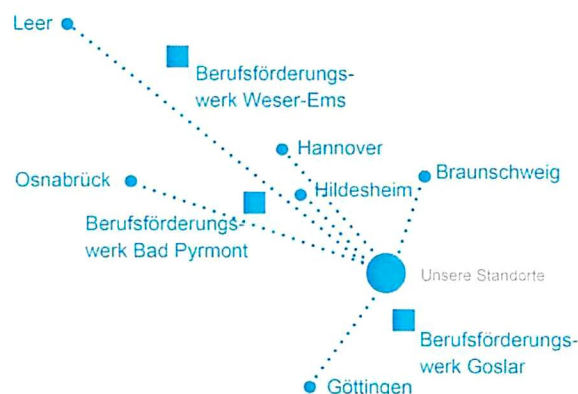 Leer
Berufsförderungs-
werk Weser-Ems
Hannover
Braunschweig
Osnabrück
Hildesheim
Berufsförderungs-
werk Bad Pyrmont
Unsere Standorte
Berufsförderungs-
werk Goslar
Göttingen